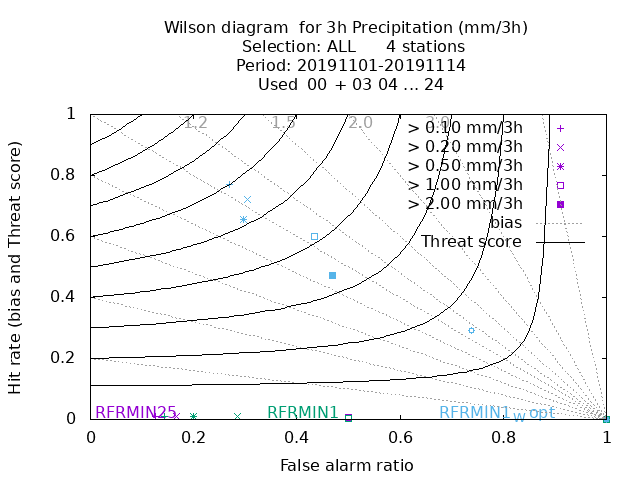 Wilson diagram for 3h Precipitation (mm/3h)
Selection: ALL 4 stations
Period: 20191101-20191114
Used 00 + 03 04 ... 24
1.2 1.5 2.0 3.0
> 0.10 mm/3h
> 0.20 mm/3h
> 0.50 mm/3h
> 1.00 mm/3h
> 2.00 mm/3h
bias
Threat score
Hit rate (bias and Threat score)
1
0.8
0.6
0.4
0.2
0
RFRMIN25 RFRMIN1 RFRMIN1_W opt
0 0.2 0.4 0.6 0.8 1
False alarm ratio